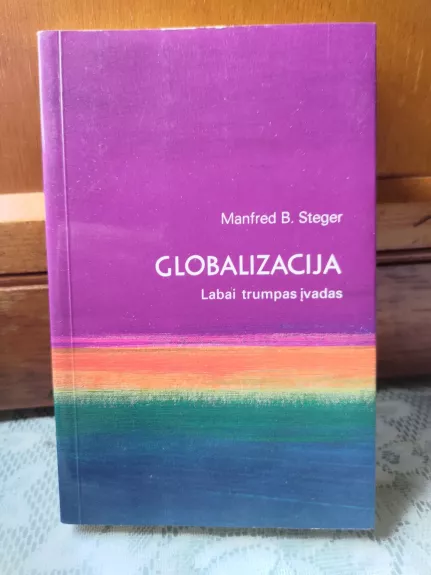 Manfred B. Steger
GLOBALIZACIJA
Labai trumpas įvadas